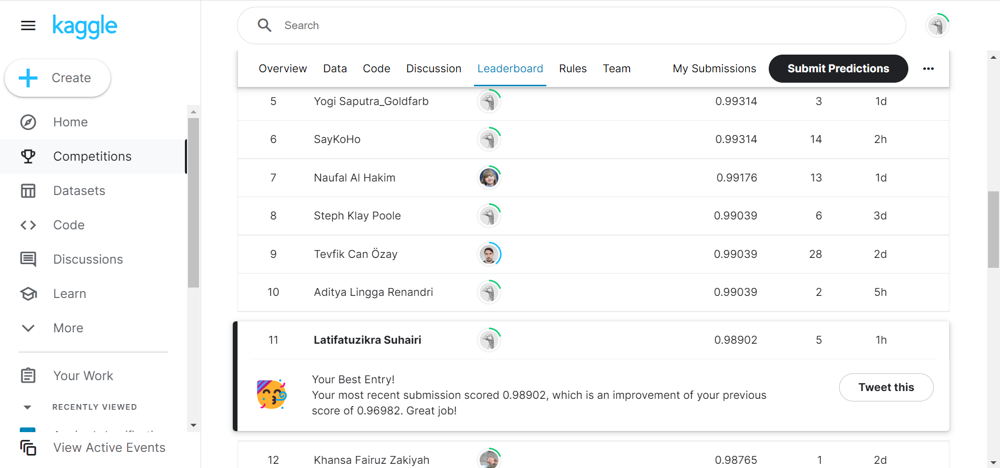 kaggle
Search
Create
Overview
Data
Code
Discussion
Leaderboard
Rules
Team
My Submissions
Submit Predictions
Home
Competitions
Datasets
Code
Discussions
Learn
More
Your Work
RECENTLY VIEWED
View Active Events
5 Yogi Saputra_Goldfarb 0.99314 3 1d
6 SayKoHo 0.99314 14 2h
7 Naufal Al Hakim 0.99176 13 1d
8 Steph Klay Poole 0.99039 6 3d
9 Tevfik Can Özay 0.99039 28 2d
10 Aditya Lingga Renandri 0.99039 2 5h
11 Latifatuzikra Suhairi 0.98902 5 1h
Your Best Entry!
Your most recent submission scored 0.98902, which is an improvement of your previous
score of 0.96982. Great job!
Tweet this
12 Khansa Fairuz Zakiyah 0.98765 1 2d